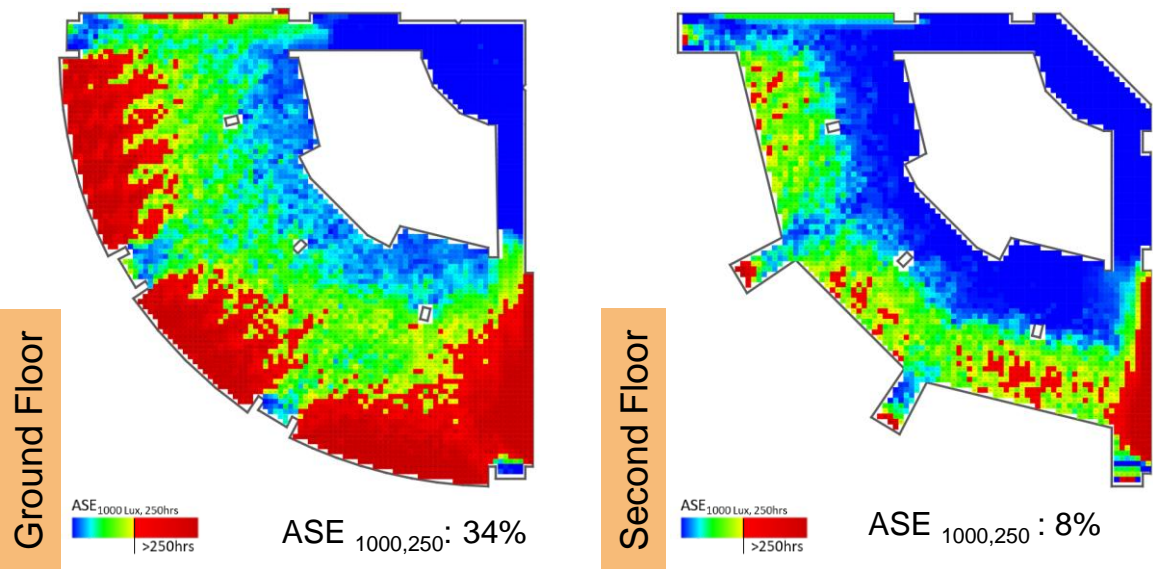 Ground Floor
ASE1000 Lux, 250hrs
>250hrs
ASE 1000,250: 34%
Second Floor
ASE1000 Lux, 250hrs
>250hrs
ASE 1000,250 : 8%